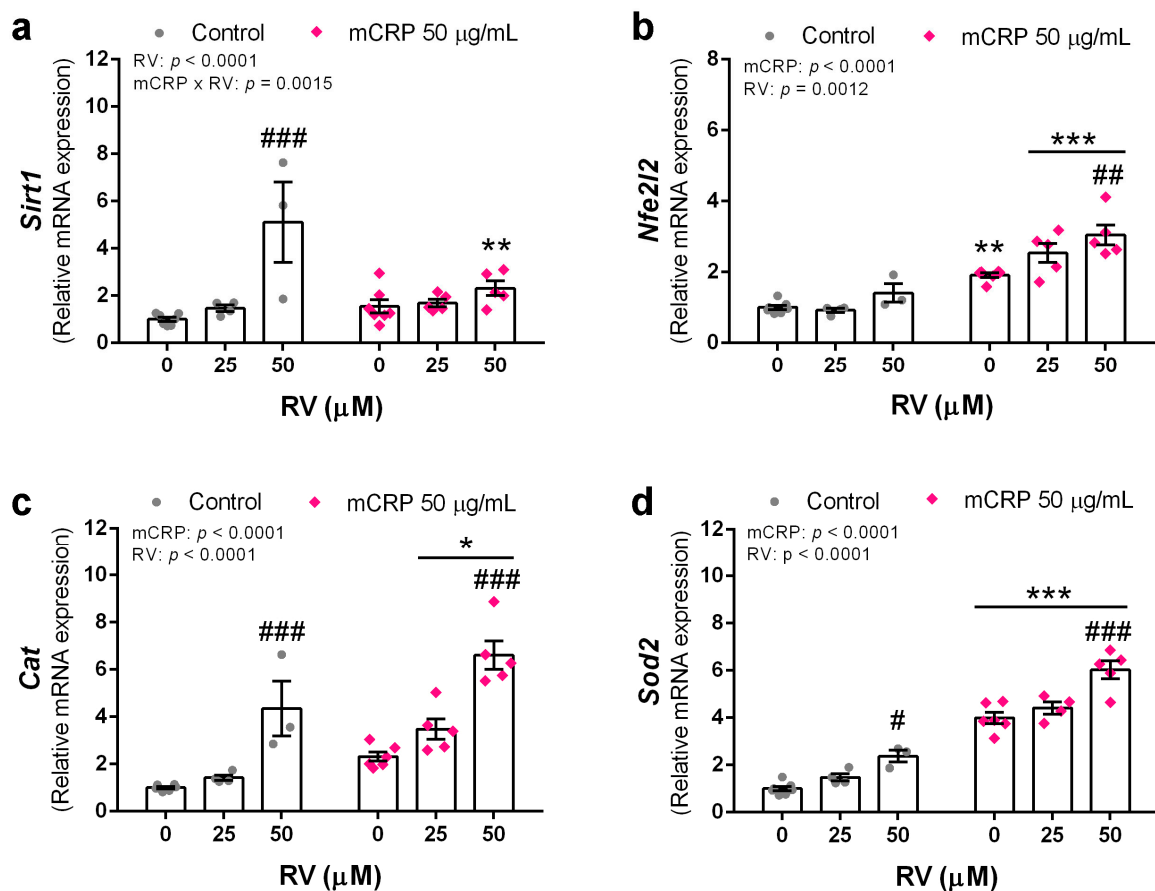 a
Control
mCRP 50 μg/mL
RV: p < 0.0001
mCRP x RV: p = 0.0015
Sirt1
(Relative mRNA expression)
12
10
8
6
4
2
0
###
**
0 25 50 0 25 50
RV (μM)
b
Control
mCRP 50 μg/mL
mCRP: p < 0.0001
RV: p = 0.0012
Nfe2l2
(Relative mRNA expression)
8
6
4
2
0
**
***
##
0 25 50 0 25 50
RV (μM)
c
Control
mCRP 50 μg/mL
mCRP: p < 0.0001
RV: p < 0.0001
Cat
(Relative mRNA expression)
12
10
8
6
4
2
0
###
*
###
0 25 50 0 25 50
RV (μM)
d
Control
mCRP 50 μg/mL
mCRP: p < 0.0001
RV: p < 0.0001
Sod2
(Relative mRNA expression)
12
10
8
6
4
2
0
#
***
###
0 25 50 0 25 50
RV (μM)